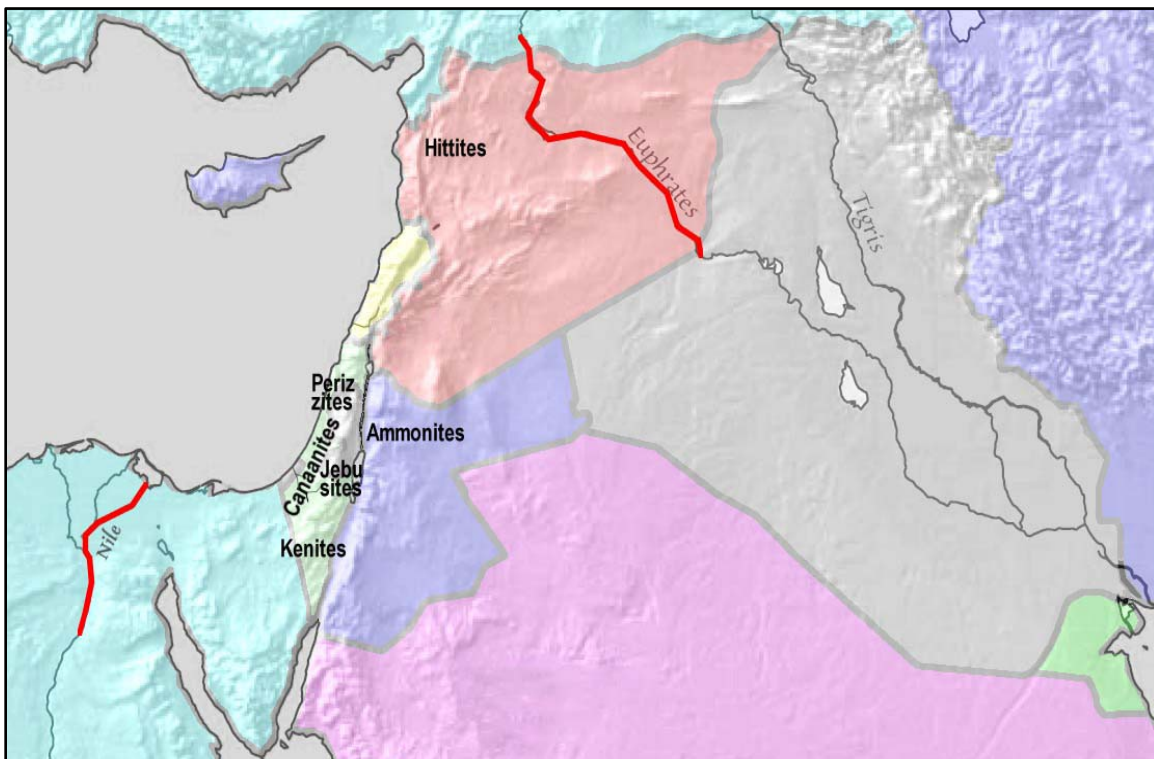 Hittites
Euphrates
Tigris
Periz
zites
Canaanites
Ammonites
Jebu
sites
Nile
Kenites